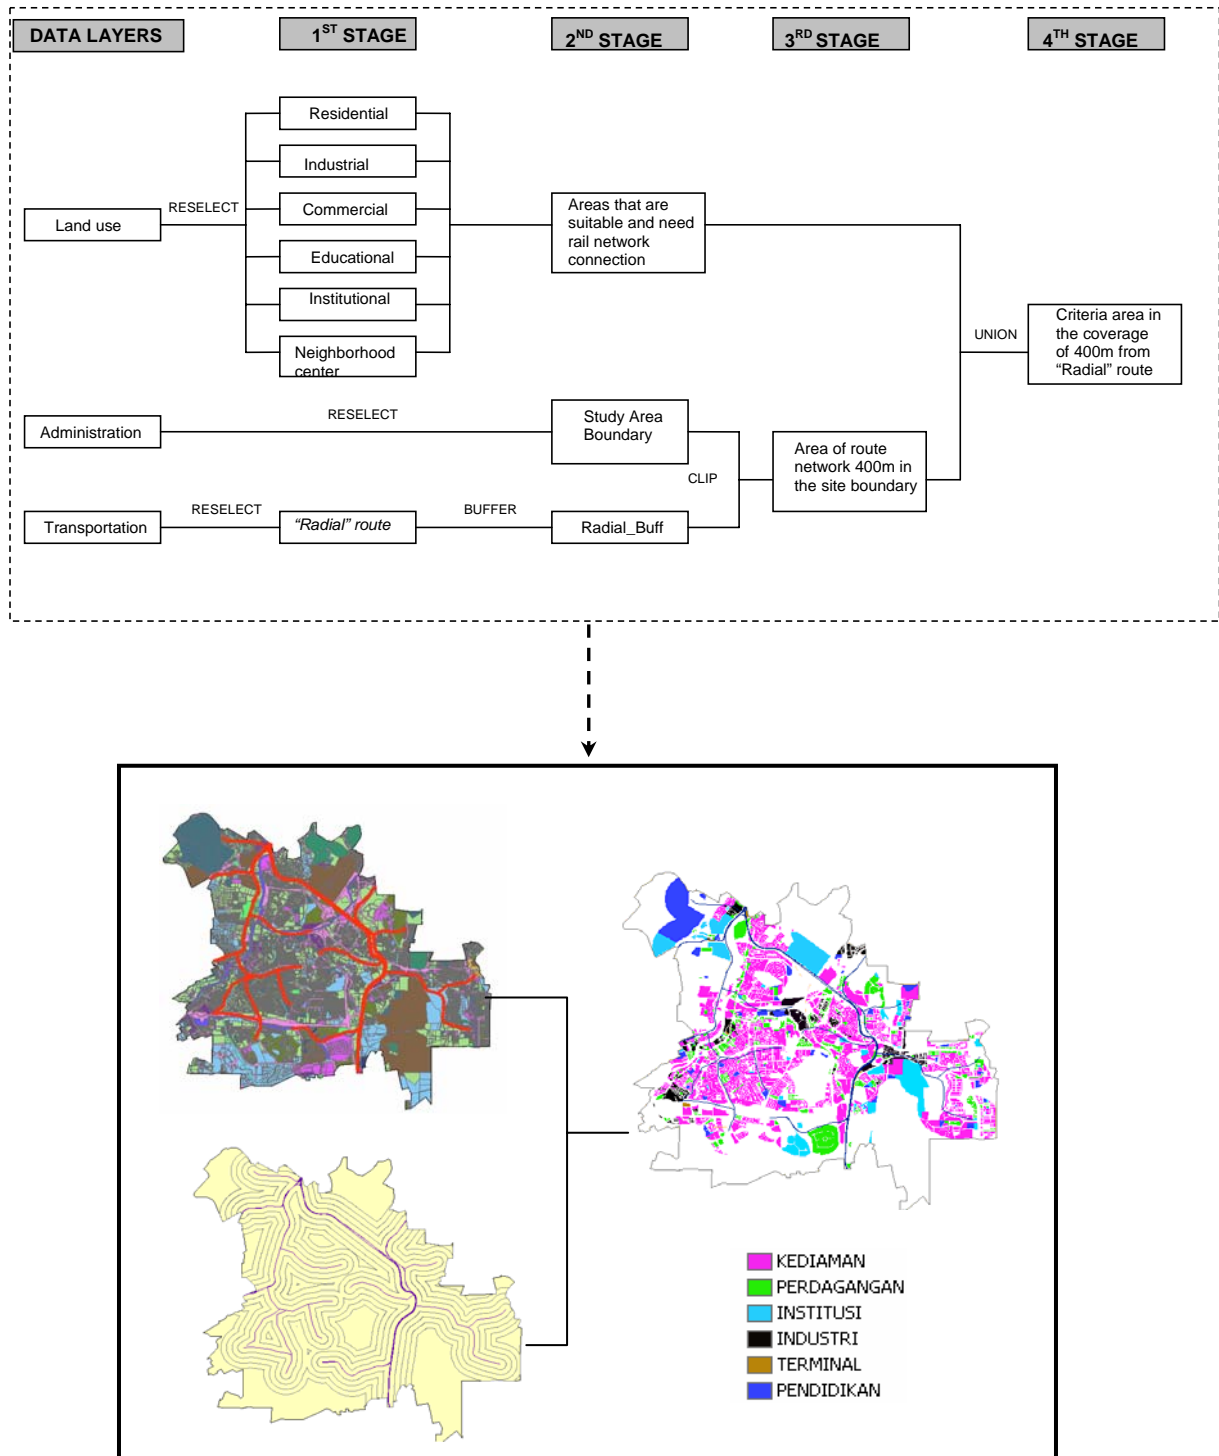 DATA LAYERS
1ST STAGE
2ND STAGE
3RD STAGE
4TH STAGE
Residential
Industrial
RESELECT
Commercial
Land use
Educational
Institutional
Neighborhood
center
Areas that are
suitable and need
rail network
connection
UNION
Criteria area in
the coverage
of 400m from
“Radial” route
RESELECT
Administration
Study Area
Boundary
CLIP
Area of route
network 400m in
the site boundary
Transportation
RESELECT
“Radial” route
BUFFER
Radial_Buff
KEDIAMAN
PERDAGANGAN
INSTITUSI
INDUSTRI
TERMINAL
PENDIDIKAN